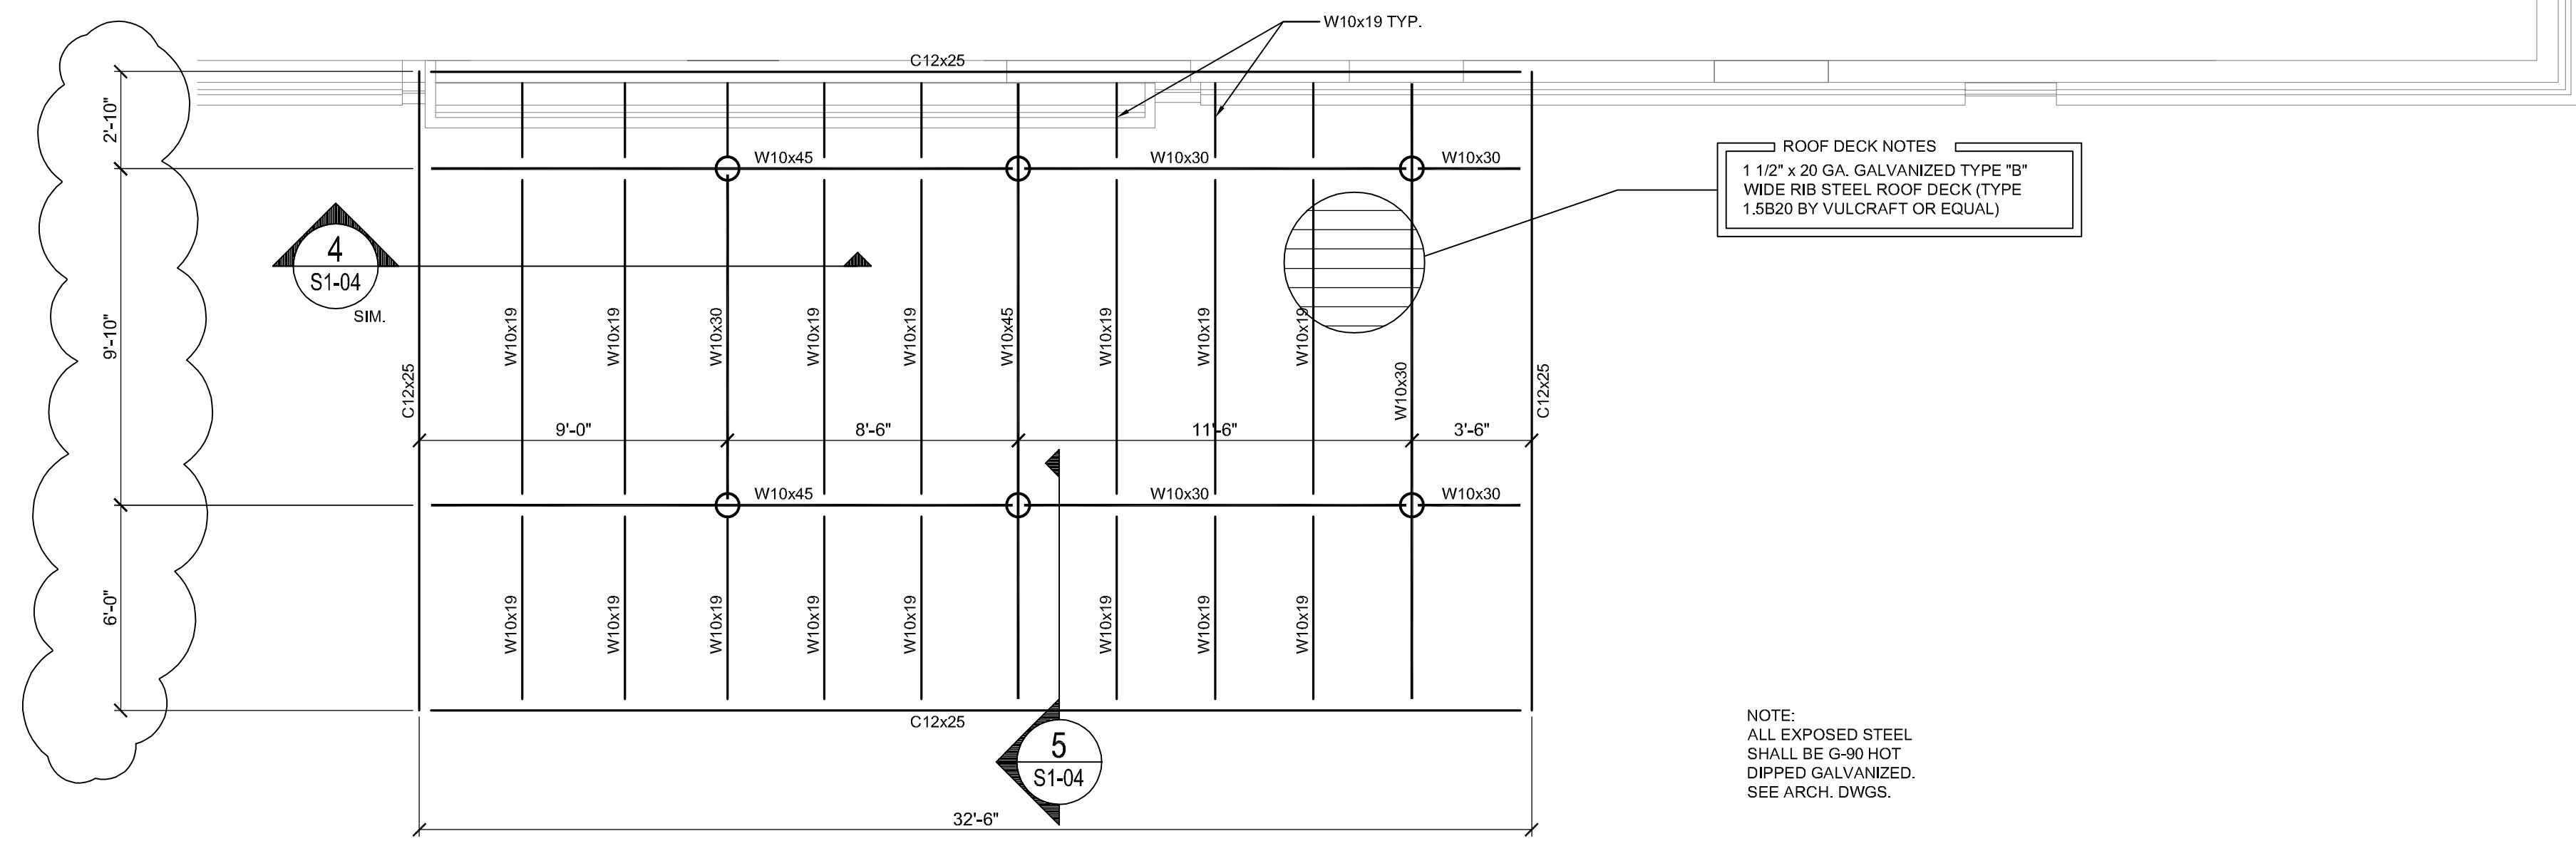 W10x19 TYP.
C12x25
2'-10"
W10x45
W10x30
W10x30
ROOF DECK NOTES
1 1/2" x 20 GA. GALVANIZED TYPE "B"
WIDE RIB STEEL ROOF DECK (TYPE
1.5B20 BY VULCRAFT OR EQUAL)
4
S1-04
SIM.
9'-10"
C12x25
W10x19
W10x19
W10x30
W10x19
W10x19
W10x45
W10x19
W10x19
W10x19
W10x30
C12x25
9'-0"
8'-6"
11'-6"
3'-6"
W10x45
W10x30
W10x30
6'-0"
W10x19
W10x19
W10x19
W10x19
W10x19
W10x19
W10x19
W10x19
C12x25
5
S1-04
32'-6"
NOTE:
ALL EXPOSED STEEL
SHALL BE G-90 HOT
DIPPED GALVANIZED.
SEE ARCH. DWGS.